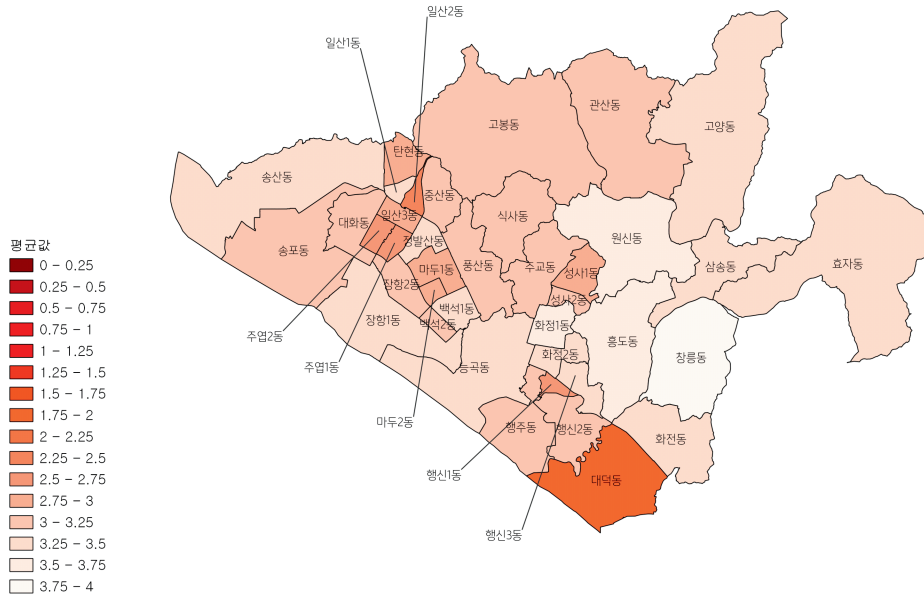 일산2동
일산1동
관산동
고봉동
고양동
탄현동
송산동
중산동
일산3동
식사동
대화동
정발산동
원신동
송포동
풍산동
주교동
마두1동
성사1동
삼송동
효자동
장항2동
성사2동
백석1동
장항1동
백석2동
화정1동
주엽2동
흥도동
화정2동
창릉동
능곡동
주엽1동
마두2동
행주동
행신2동
화전동
행신1동
대덕동
행신3동
평균값
0 - 0.25
0.25 - 0.5
0.5 - 0.75
0.75 - 1
1 - 1.25
1.25 - 1.5
1.5 - 1.75
1.75 - 2
2 - 2.25
2.25 - 2.5
2.5 - 2.75
2.75 - 3
3 - 3.25
3.25 - 3.5
3.5 - 3.75
3.75 - 4